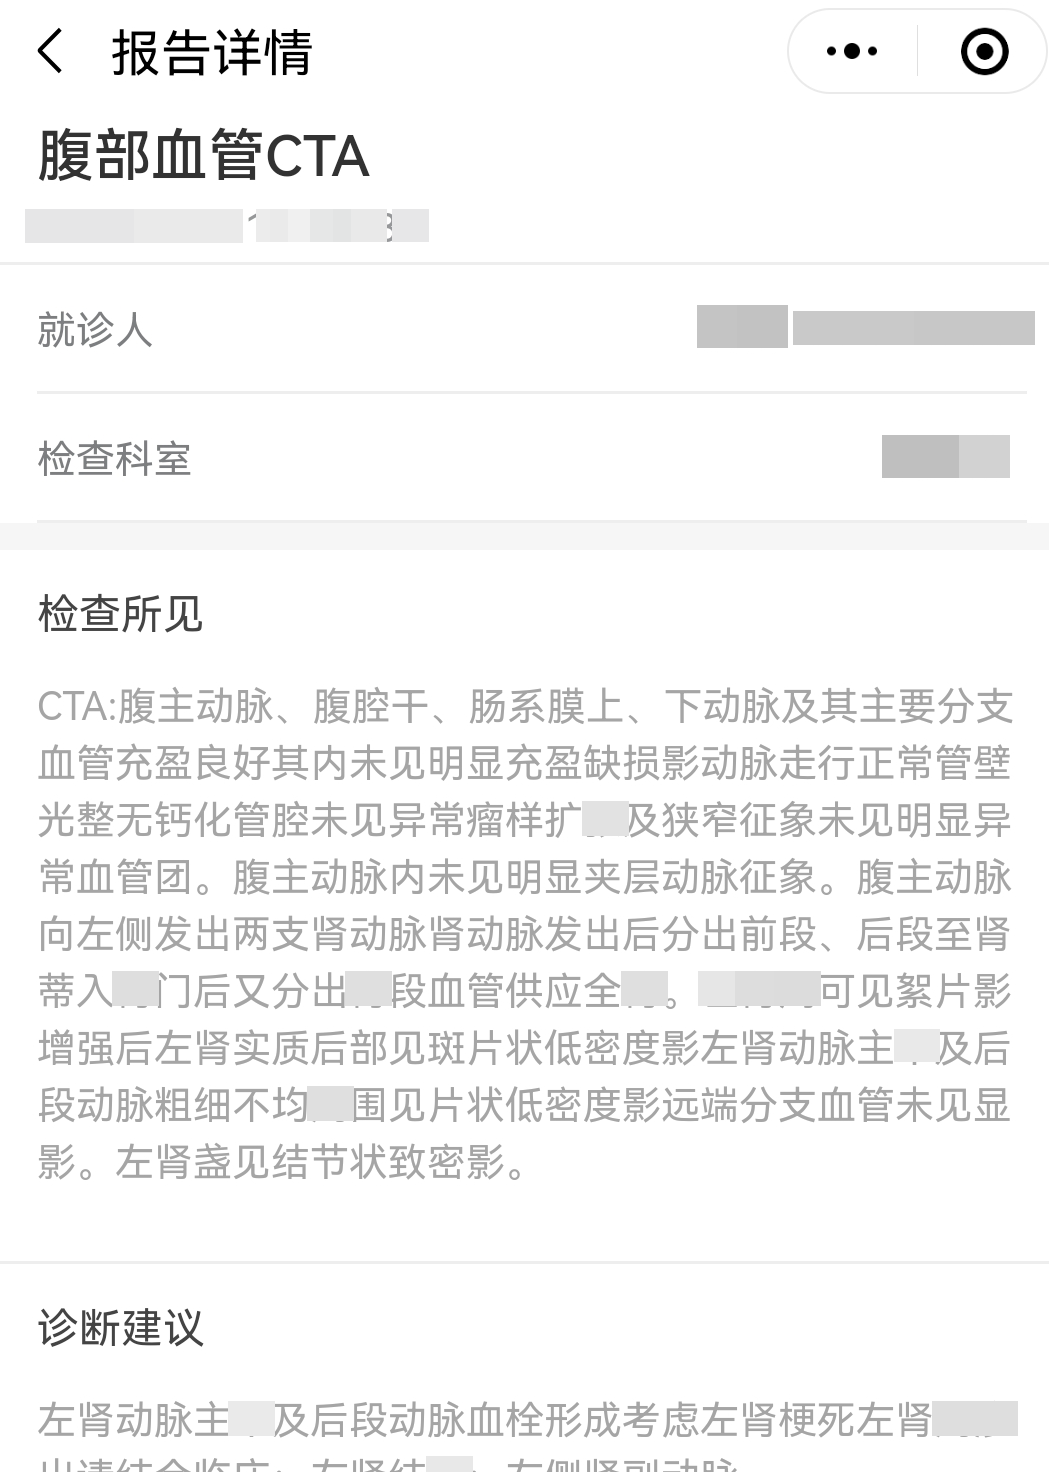 报告详情
腹部血管CTA
就诊人
检查科室
检查所见
CTA:腹主动脉、腹腔干、肠系膜上、下动脉及其主要分支
血管充盈良好其内未见明显充盈缺损影动脉走行正常管壁
光整无钙化管腔未见异常瘤样扩及狭窄征象未见明显异
常血管团。腹主动脉内未见明显夹层动脉征象。腹主动脉
向左侧发出两支肾动脉肾动脉发出后分出前段、后段至肾
蒂入门后又分出段血管供应全。可见絮片影
增强后左肾实质后部见斑片状低密度影左肾动脉主及后
段动脉粗细不均围见片状低密度影远端分支血管未见显
影。左肾盏见结节状致密影。
诊断建议
左肾动脉主及后段动脉血栓形成考虑左肾梗死左肾